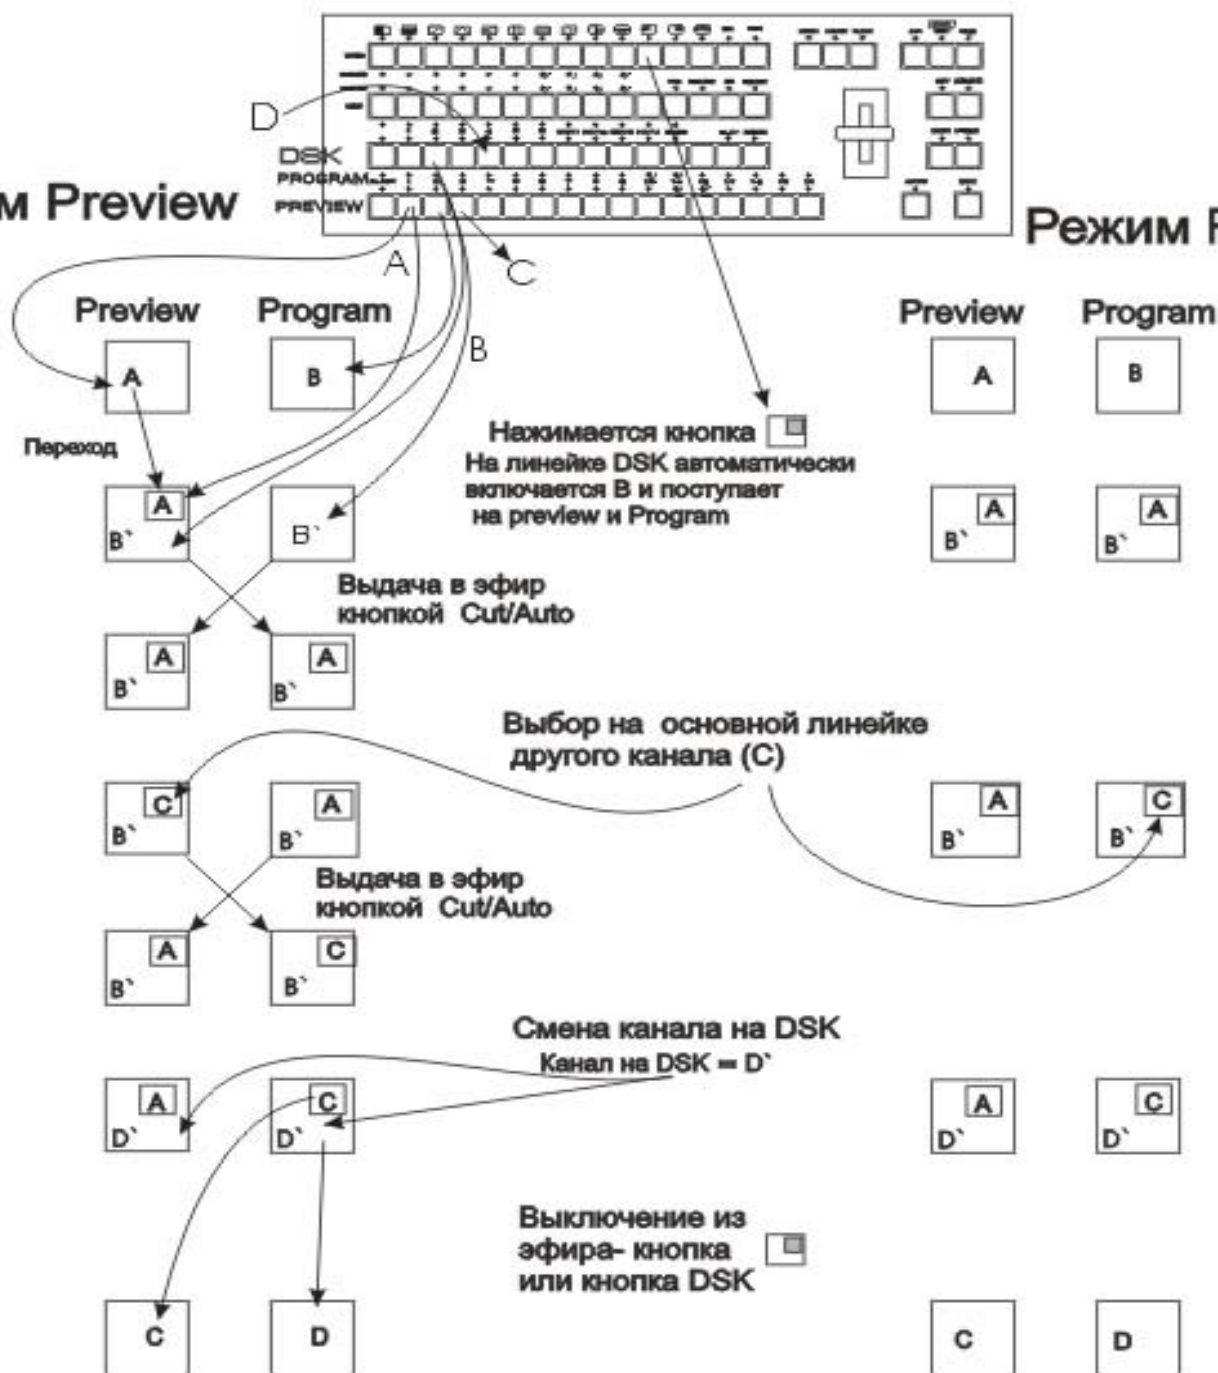 D
DSK
PROGRAM
PREVIEW
м Preview
Режим
A
C
B
Preview Program
Preview Program
A
B
A
B
Переход
Нажимается кнопка
На линейке DSK автоматически
включается В и поступает
на preview и Program
A
B`
B`
A
B`
A
B`
Выдача в эфир
кнопкой Cut/Auto
A
B`
A
B`
Выбор на основной линейке
другого канала (С)
C
B`
A
B`
A
B`
C
B`
Выдача в эфир
кнопкой Cut/Auto
A
B`
C
B`
Смена канала на DSK
Канал на DSK = D`
A
D`
C
D`
A
D`
C
D`
Выключение из
эфира- кнопка
или кнопка DSK
C
D
C
D